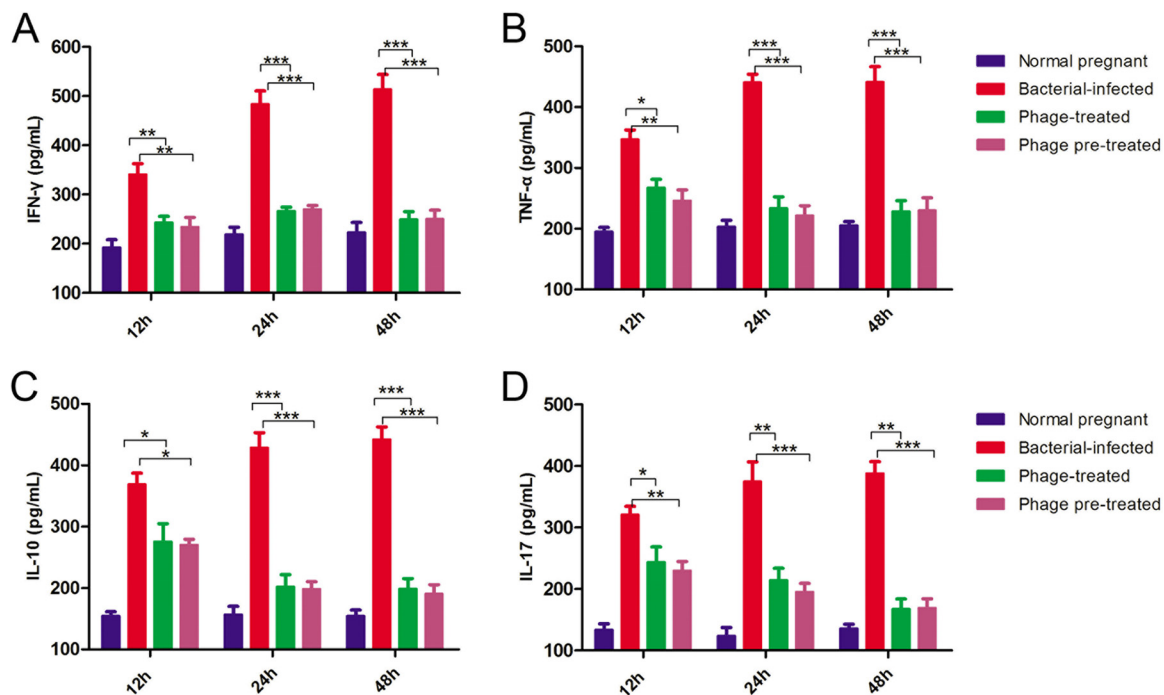 A
600
500
400
300
200
100
IFN-γ (pg/mL)
** ** *** *** *** ***
12h 24h 48h
B
500
400
300
200
100
TNF-α (pg/mL)
* ** *** *** *** ***
12h 24h 48h
Normal pregnant
Bacterial-infected
Phage-treated
Phage pre-treated
C
500
400
300
200
100
IL-10 (pg/mL)
* * *** *** *** ***
12h 24h 48h
D
500
400
300
200
100
IL-17 (pg/mL)
* ** ** *** ** ***
12h 24h 48h
Normal pregnant
Bacterial-infected
Phage-treated
Phage pre-treated